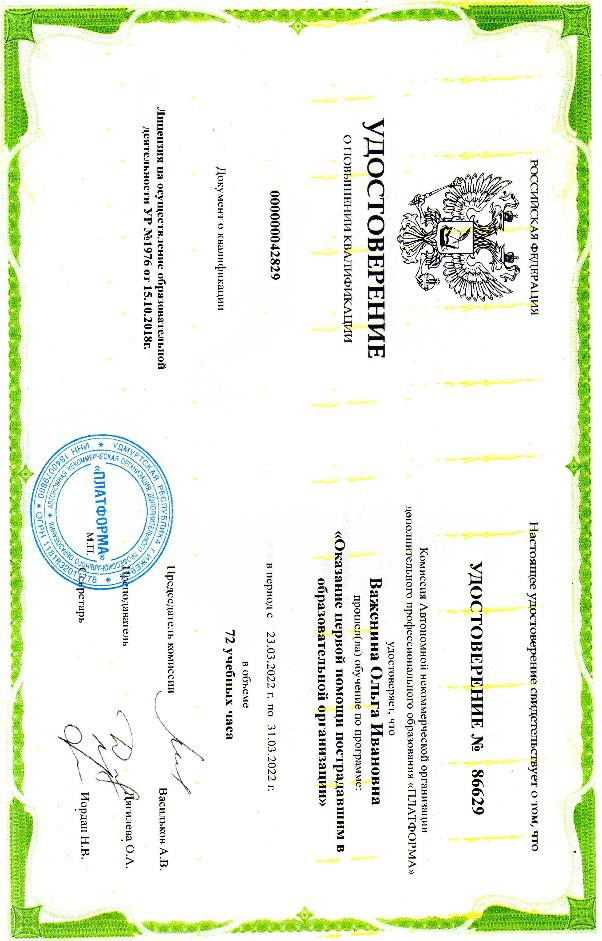 РОССИЙСКАЯ ФЕДЕРАЦИЯ
УДОСТОВЕРЕНИЕ
О ПОВЫШЕНИИ КВАЛИФИКАЦИИ
000000042829
Документ о квалификации
Лицензия на осуществление образовательной
деятельности УР №1976 от 15.10.2018г.
Настоящее удостоверение свидетельствует о том, что
УДОСТОВЕРЕНИЕ № 86629
Комиссия Автономной некоммерческой организации
дополнительного профессионального образования «ПЛАТФОРМА»
удостоверяет, что
Важенина Ольга Ивановна
прошел(ла) обучение по программе:
«Оказание первой помощи пострадавшим в
образовательной организации»
в период с 23.03.2022 г. по 31.03.2022 г.
в объеме
72 учебных часа
Председатель комиссии Васильков А.В.
Преподаватель Дягилева О.А.
Секретарь Иордан Н.В.
М.П.
«ПЛАТФОРМА»